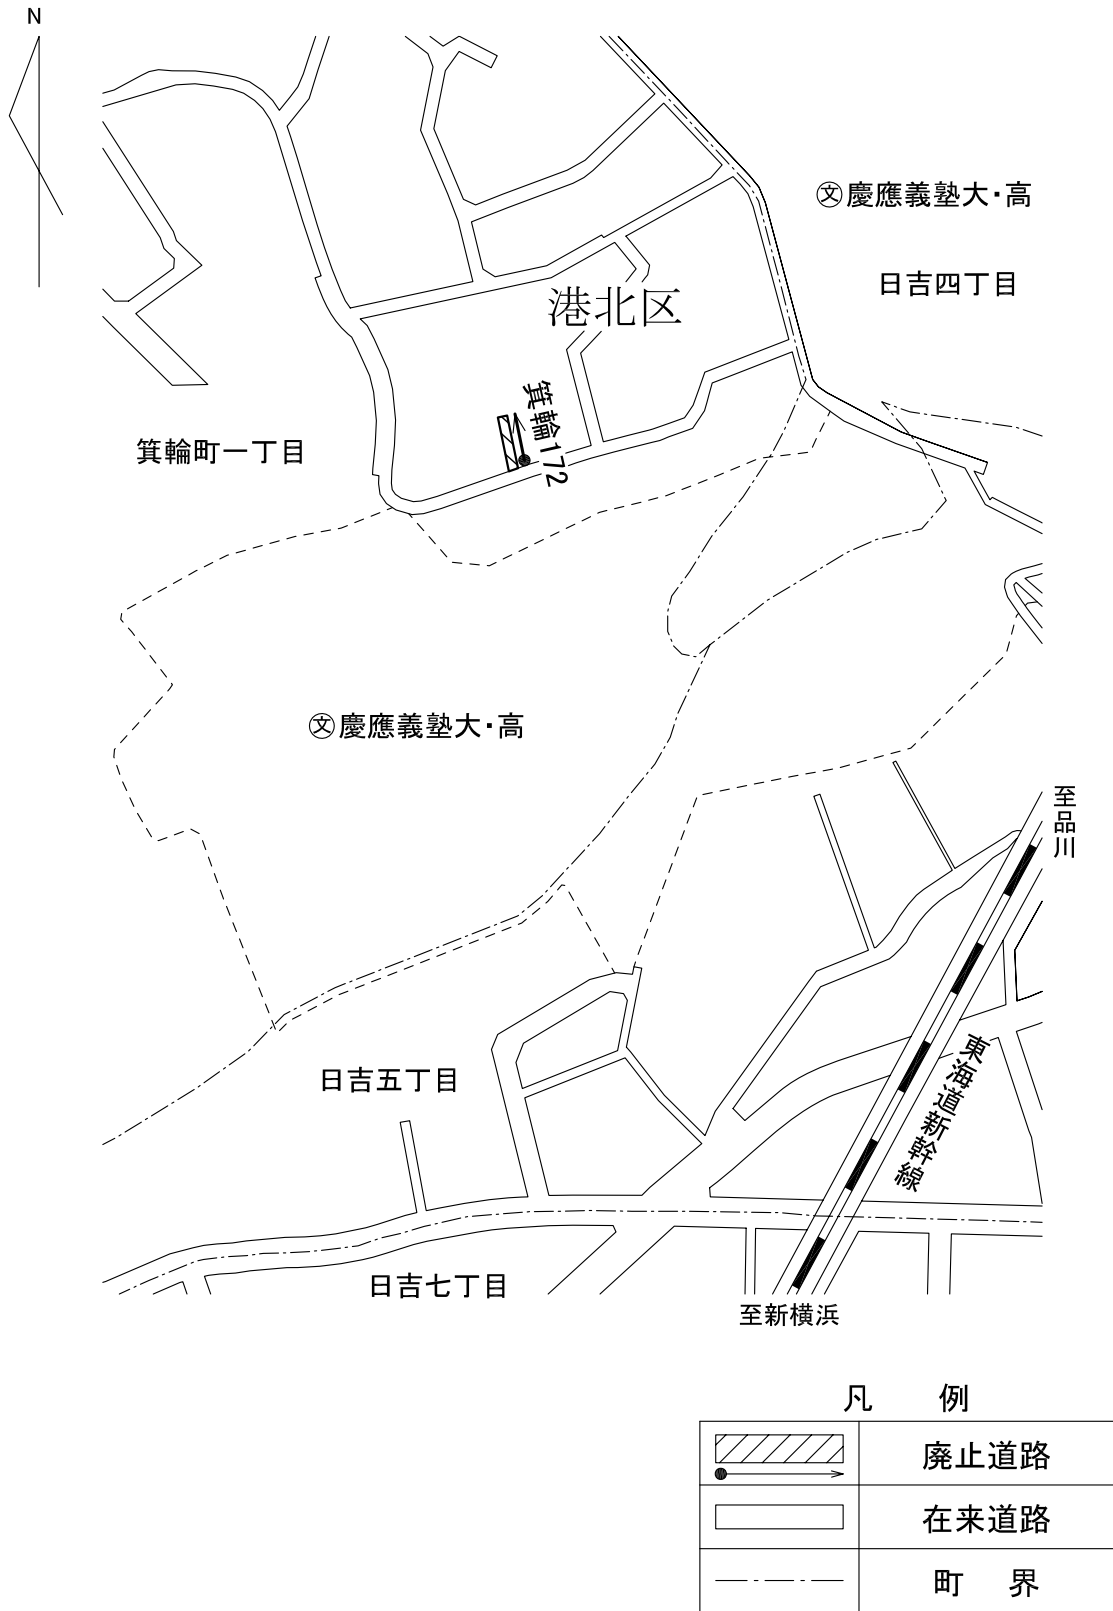 N
㊫慶應義塾大・高
日吉四丁目
港北区
箕輪172
箕輪町一丁目
㊫慶應義塾大・高
至品川
東海道新幹線
日吉五丁目
日吉七丁目
至新横浜
凡 例
廃止道路
在来道路
町 界